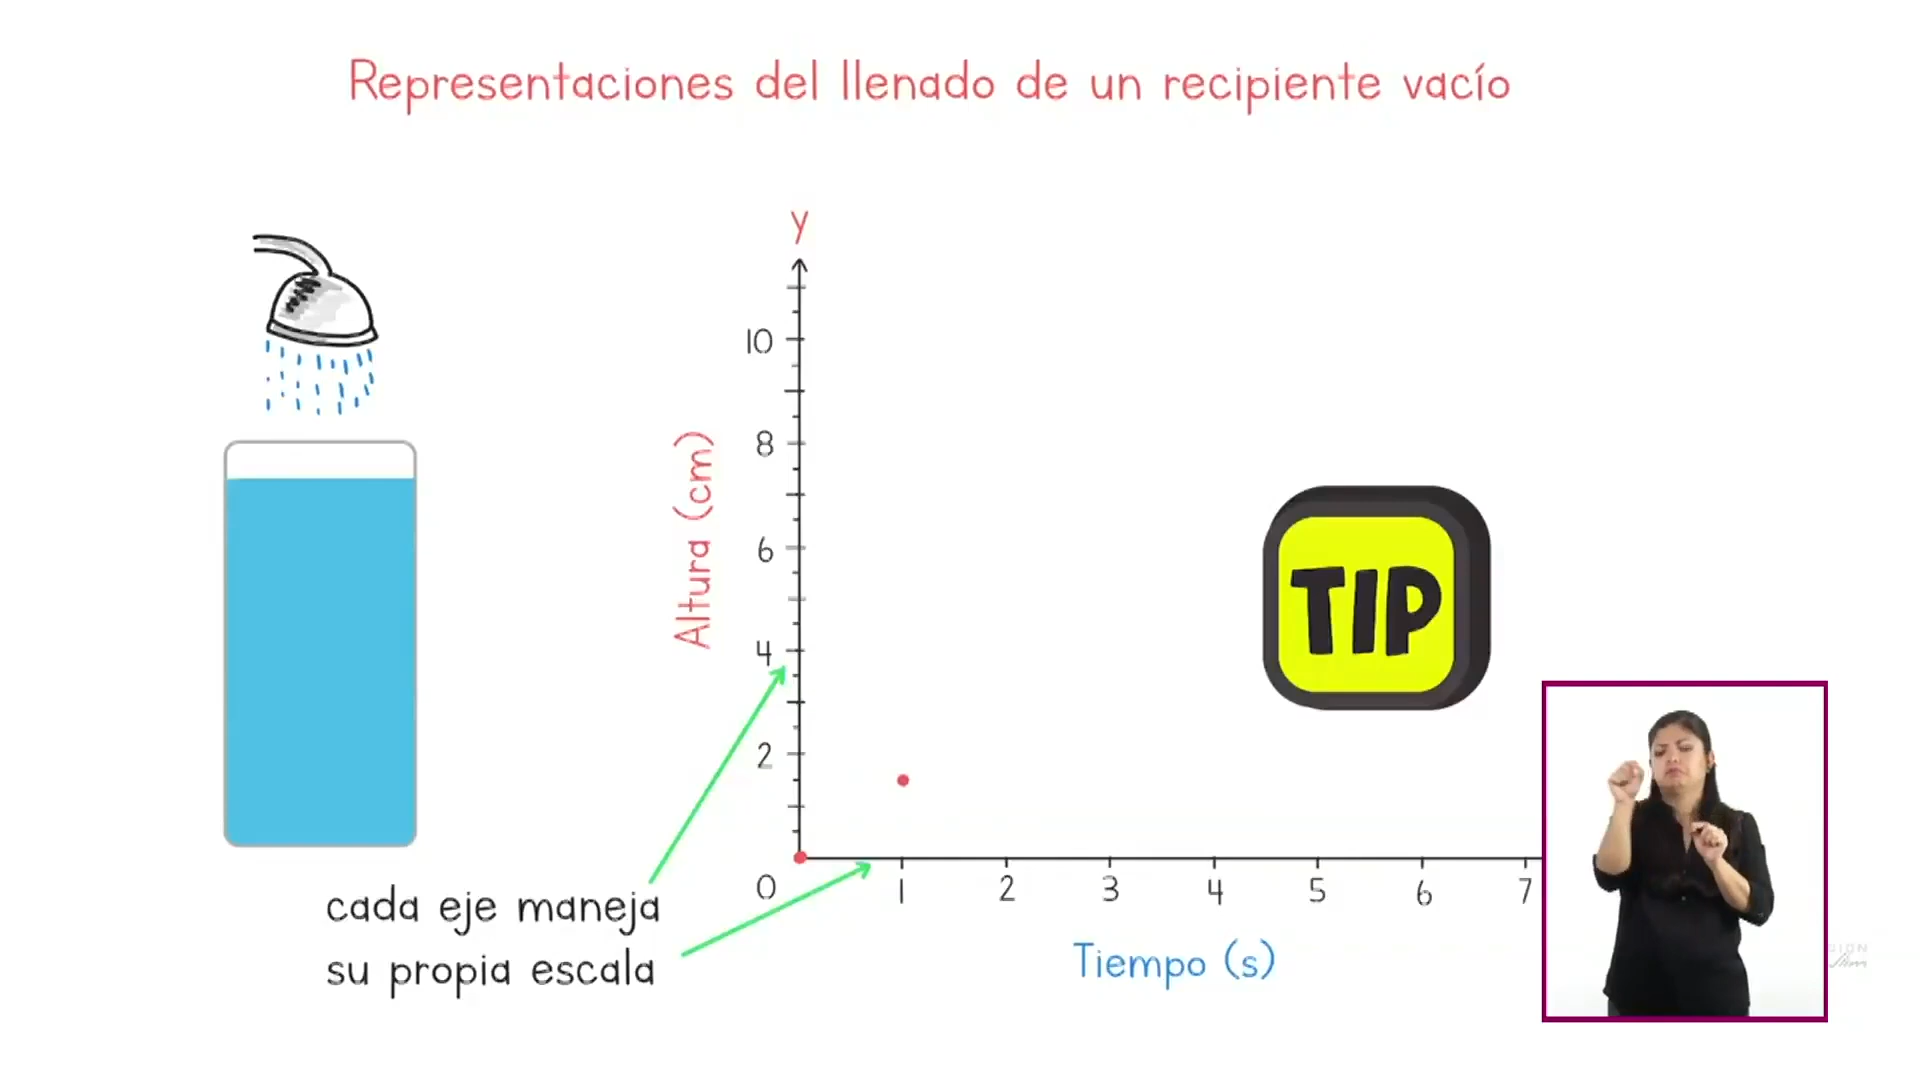 Representaciones del llenado de un recipiente vacío
y
10
8
6
4
2
0
Altura (cm)
1
2
3
4
5
6
7
Tiempo (s)
TIP
cada eje maneja
su propia escala